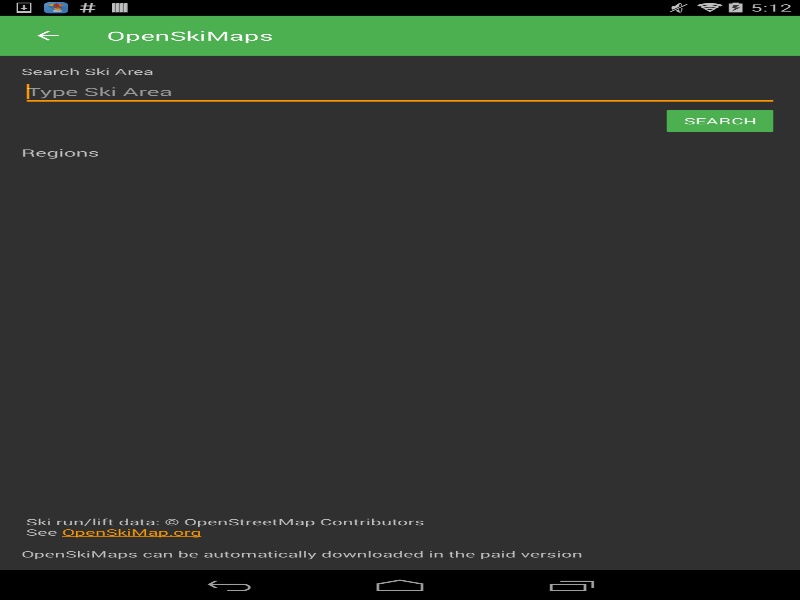 # 5:12
OpenSkiMaps
Search Ski Area
Type Ski Area
SEARCH
Regions
Ski run/lift data: © OpenStreetMap Contributors
See OpenSkiMap.org
OpenSkiMaps can be automatically downloaded in the paid version